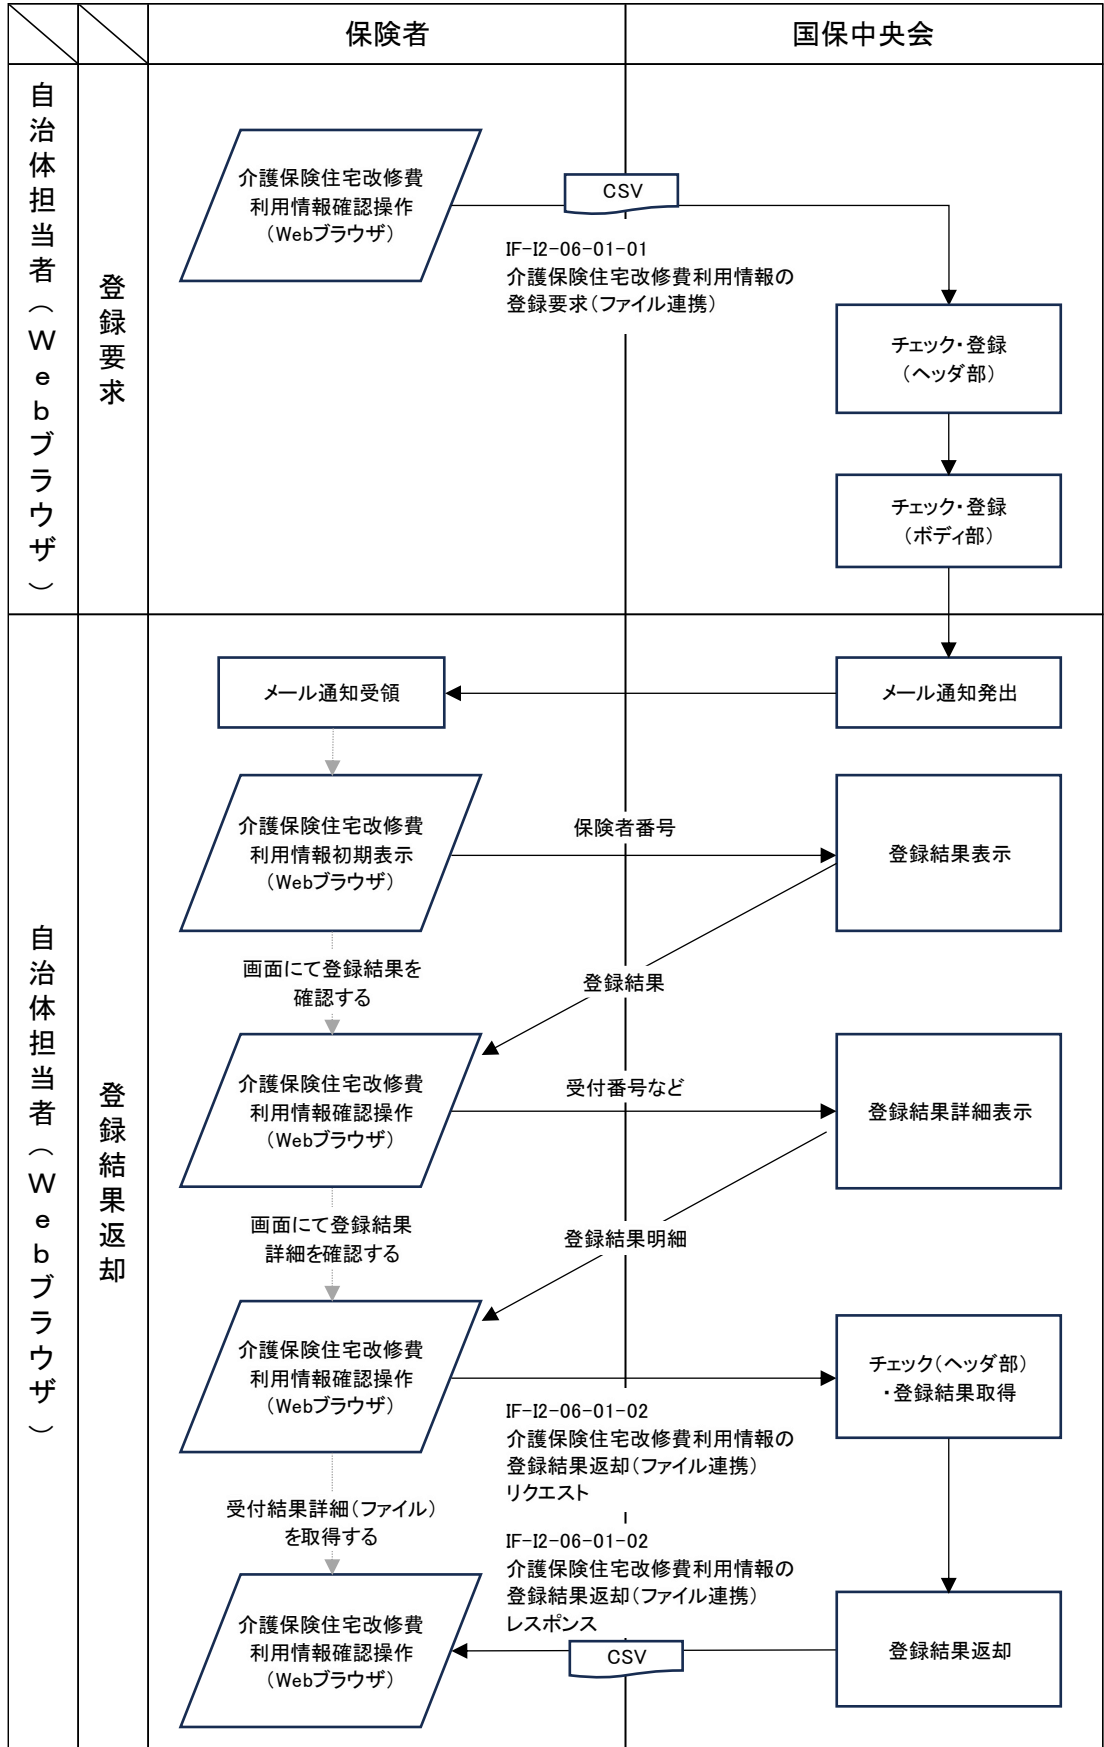 保険者
国保中央会
自治体担当者（Webブラウザ）
登録要求
介護保険住宅改修費
利用情報確認操作
（Webブラウザ）
CSV
IF-I2-06-01-01
介護保険住宅改修費利用情報の
登録要求（ファイル連携）
チェック・登録
（ヘッダ部）
チェック・登録
（ボディ部）
自治体担当者（Webブラウザ）
登録結果返却
メール通知受領
メール通知発出
介護保険住宅改修費
利用情報初期表示
（Webブラウザ）
保険者番号
登録結果表示
画面にて登録結果を
確認する
登録結果
介護保険住宅改修費
利用情報確認操作
（Webブラウザ）
受付番号など
登録結果詳細表示
画面にて登録結果
詳細を確認する
登録結果明細
介護保険住宅改修費
利用情報確認操作
（Webブラウザ）
チェック（ヘッダ部）
・登録結果取得
IF-I2-06-01-02
介護保険住宅改修費利用情報の
登録結果返却（ファイル連携）
リクエスト
受付結果詳細（ファイル）
を取得する
IF-I2-06-01-02
介護保険住宅改修費利用情報の
登録結果返却（ファイル連携）
レスポンス
介護保険住宅改修費
利用情報確認操作
（Webブラウザ）
CSV
登録結果返却